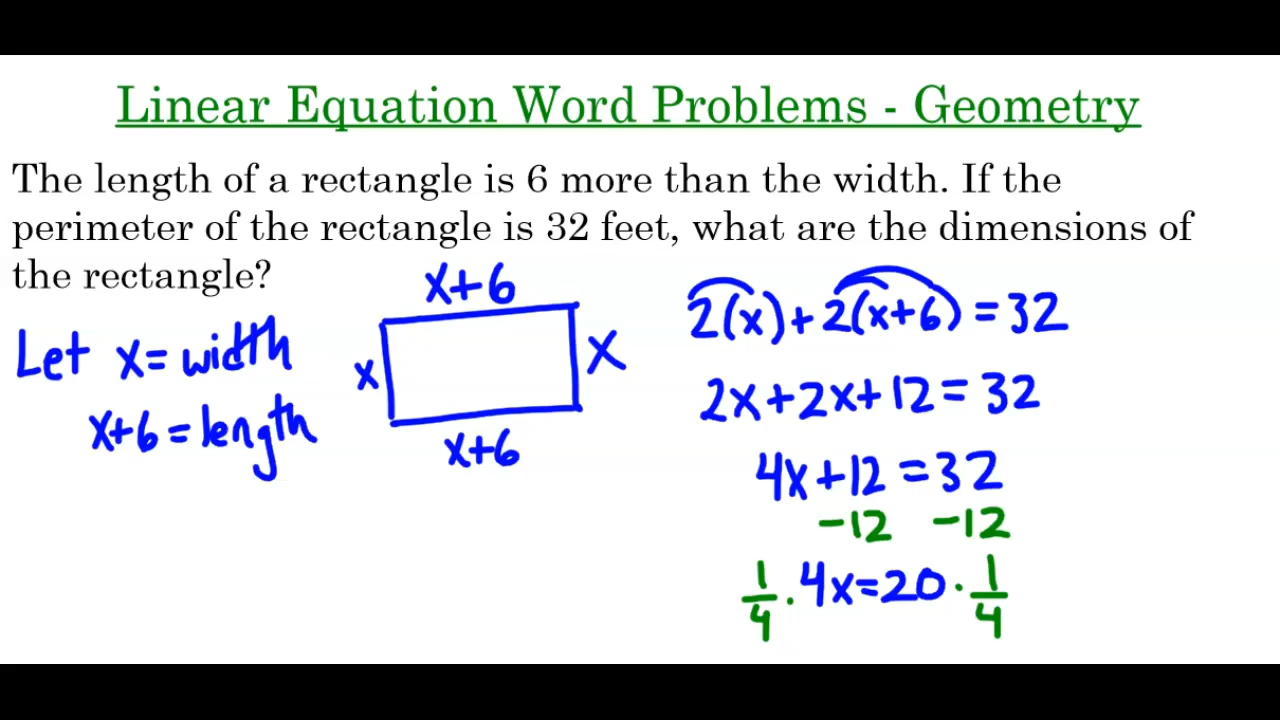 Linear Equation Word Problems - Geometry
The length of a rectangle is 6 more than the width. If the
perimeter of the rectangle is 32 feet, what are the dimensions of
the rectangle?
Let x = width
x+6 = length
x+6
x
x
x+6
2(x)+2(x+6)=32
2x+2x+12=32
4x+12=32
-12 -12
1/4 · 4x=20 · 1/4